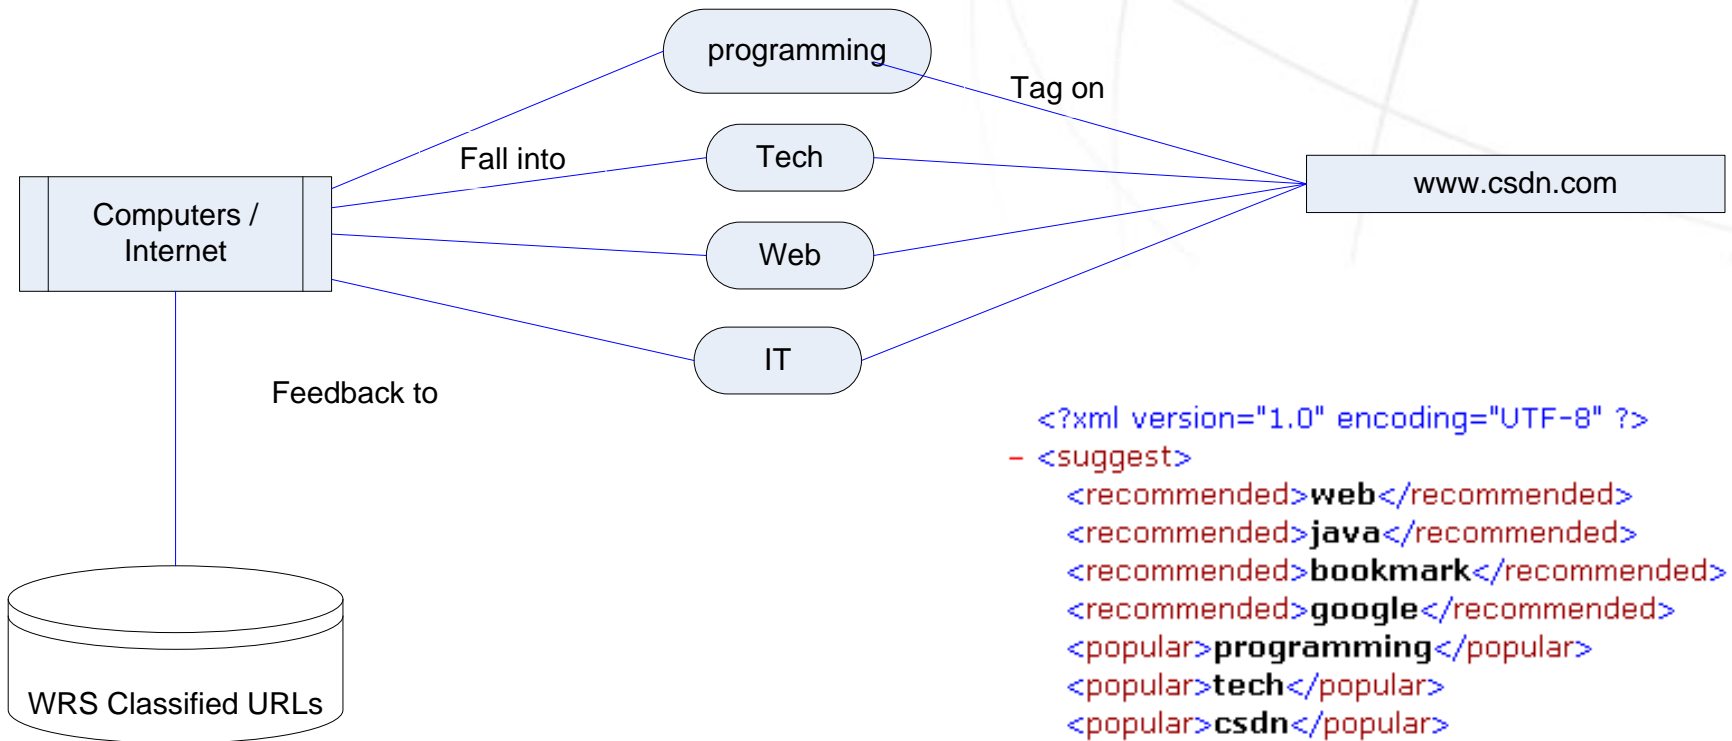 programming
Tag on
Fall into
Tech
www.csdn.com
Computers /
Internet
Web
IT
Feedback to
WRS Classified URLs
<?xml version="1.0" encoding="UTF-8" ?>
- <suggest>
<recommended>web</recommended>
<recommended>java</recommended>
<recommended>bookmark</recommended>
<recommended>google</recommended>
<popular>programming</popular>
<popular>tech</popular>
<popular>csdn</popular>